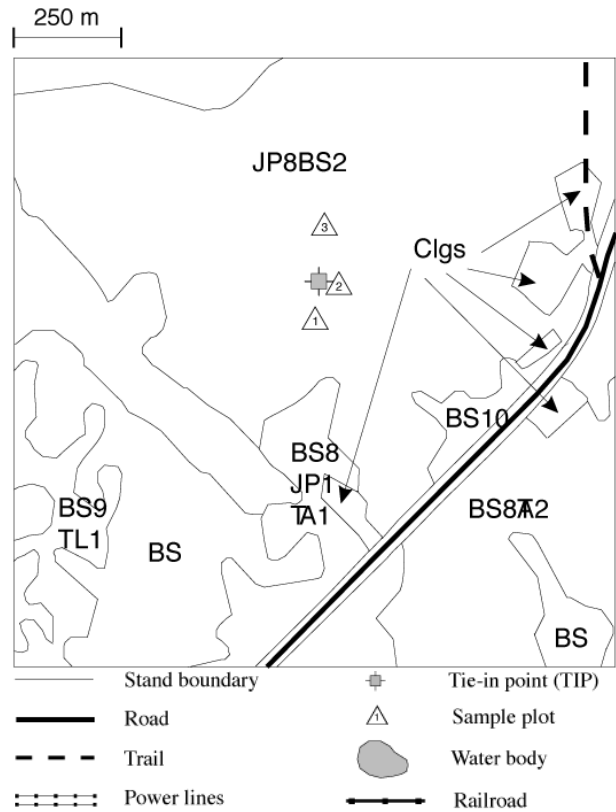 250 m
JP8BS2
3
Clgs
2
1
BS10
BS8
JP1
TA1
BS9
TL1
BS8TA2
BS
BS
Stand boundary
Tie-in point (TIP)
Road
1
Sample plot
Trail
Water body
Power lines
Railroad